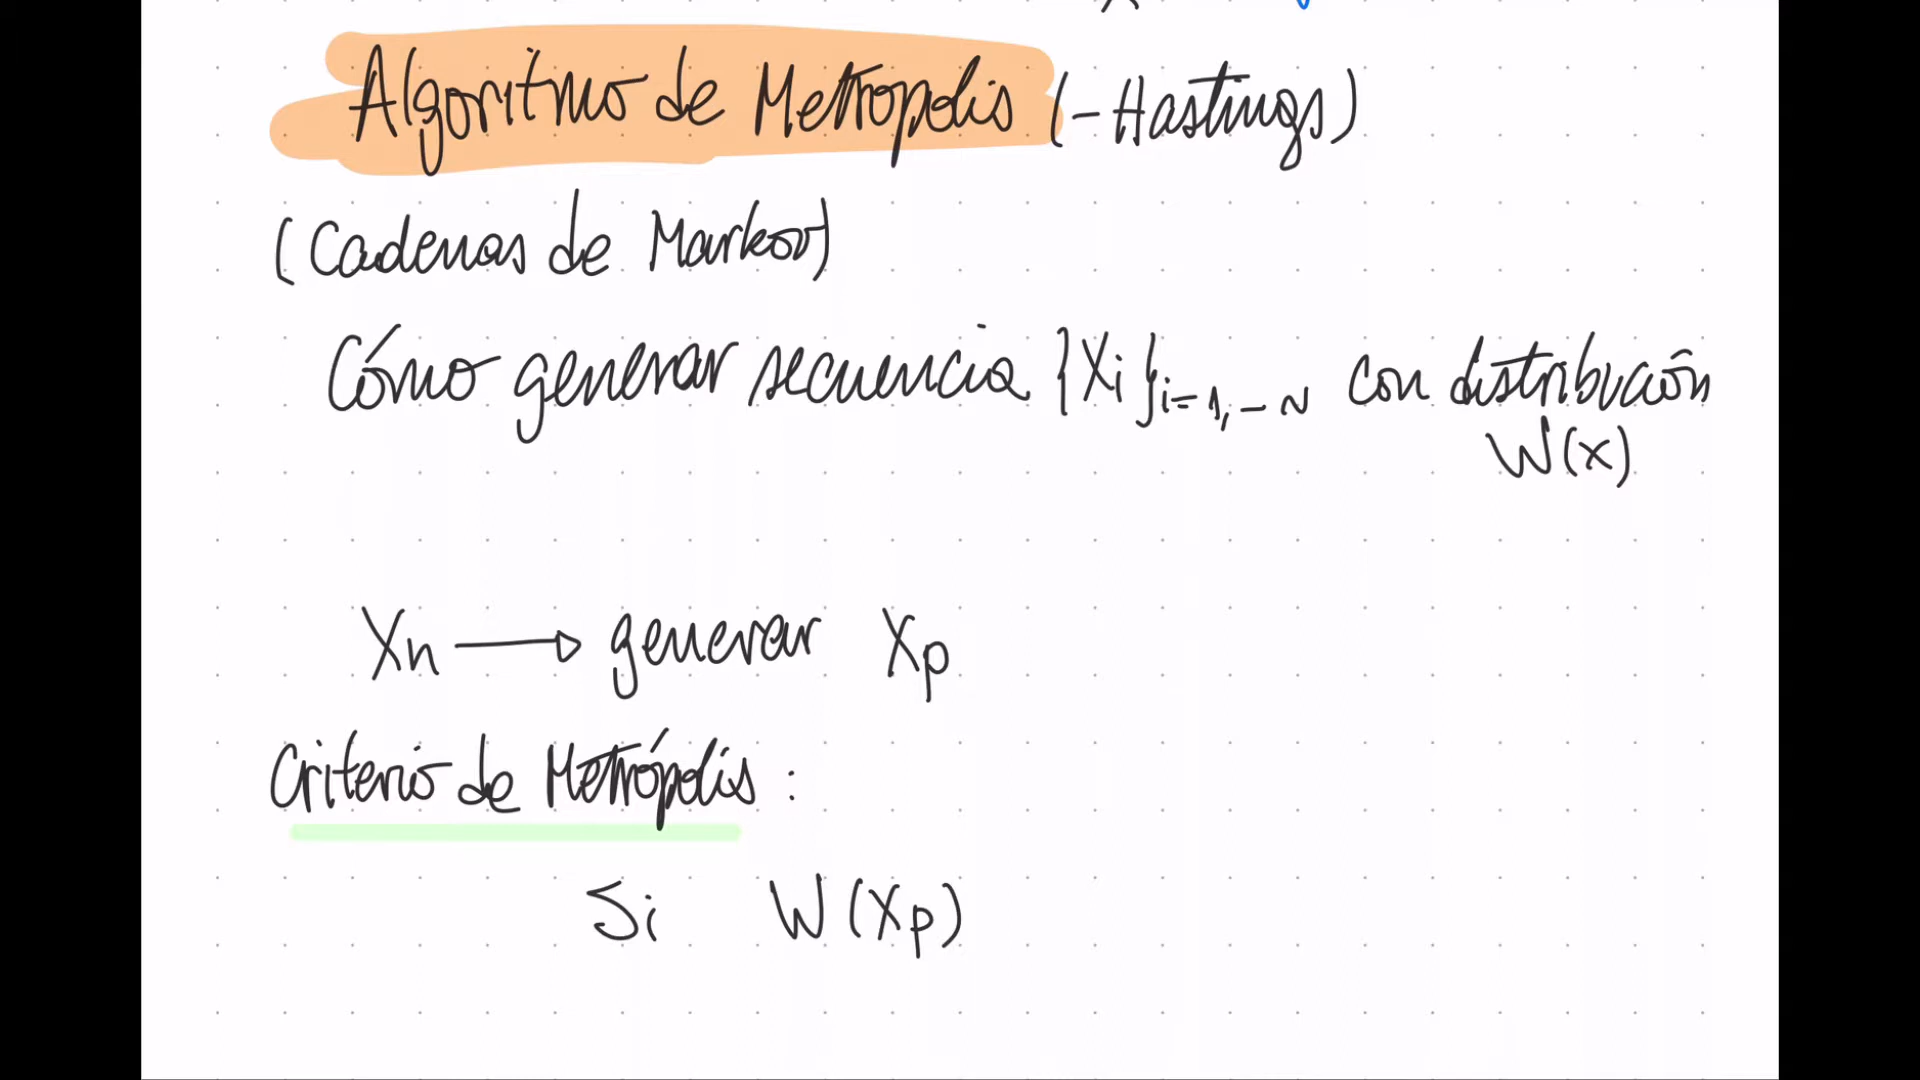 Algoritmo de Metropolis (-Hastings)
(Cadenas de Markov)
Cómo generar secuencia {Xi}i=1,-N con distribución
W(x)
Xn → generar Xp
Criterio de Metrópolis :
Si W(Xp)